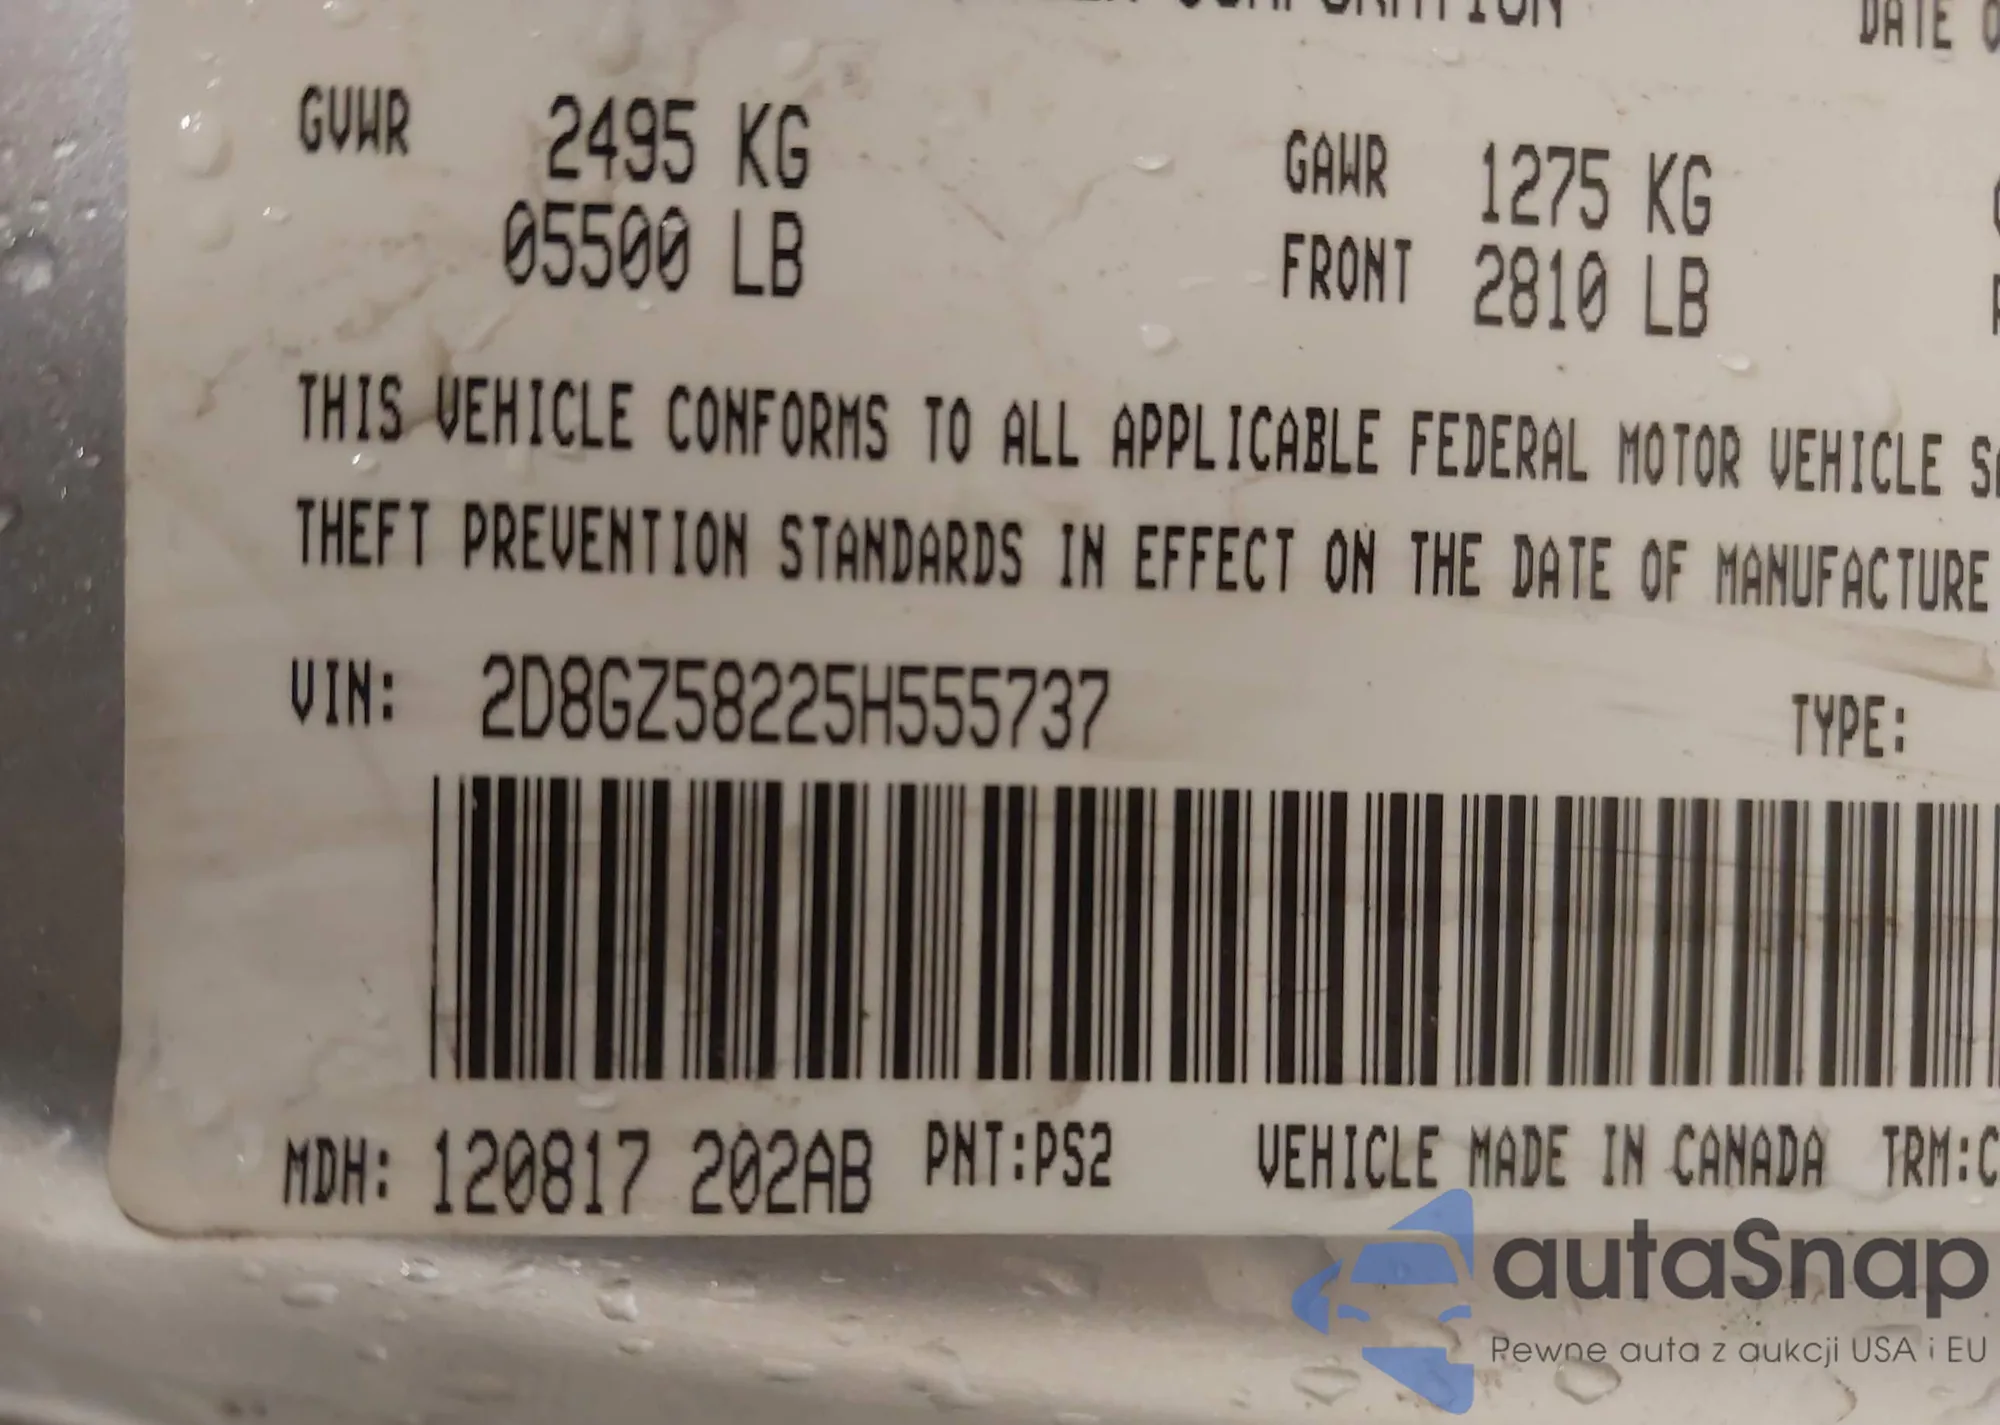 CORPORATION DATE
GVWR 2495 KG GAWR 1275 KG
05500 LB FRONT 2810 LB
THIS VEHICLE CONFORMS TO ALL APPLICABLE FEDERAL MOTOR VEHICLE
THEFT PREVENTION STANDARDS IN EFFECT ON THE DATE OF MANUFACTURE
VIN: 2D8GZ58225H555737 TYPE:
MDH: 120817 202AB PNT:PS2 VEHICLE MADE IN CANADA TRM:C
autaSnap
Pewne auta z aukcji USA i EU